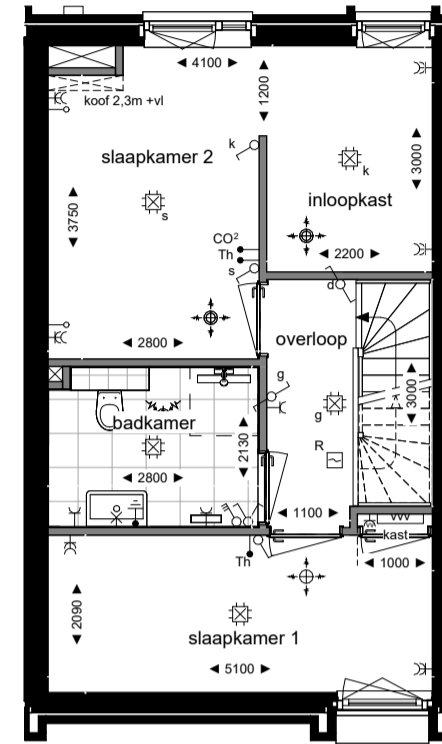 4100
1200
koof 2,3m +vl
slaapkamer 2
k
k
3000
inloopkast
s
3750
CO²
Th
s
2200
d
2800
overloop
3000
g
g
badkamer
2130
R
2800
1100
kast
Th
1000
2090
slaapkamer 1
5100